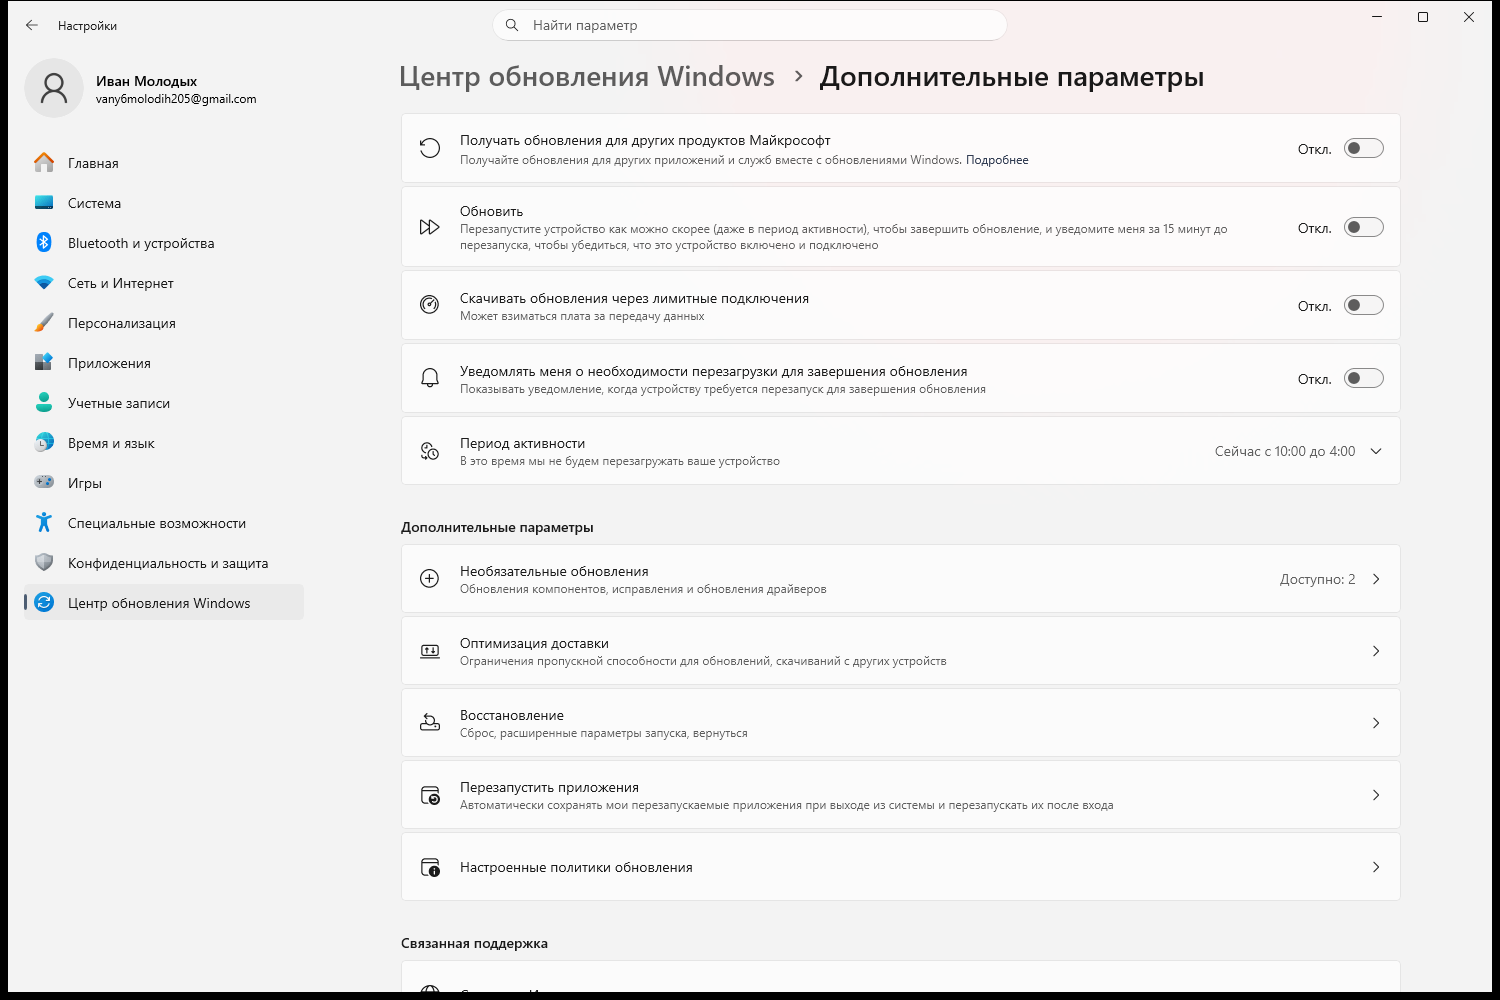 Настройки
Найти параметр
Иван Молодых
vany6molodih205@gmail.com
Главная
Система
Bluetooth и устройства
Сеть и Интернет
Персонализация
Приложения
Учетные записи
Время и язык
Игры
Специальные возможности
Конфиденциальность и защита
Центр обновления Windows
Центр обновления Windows > Дополнительные параметры
Получать обновления для других продуктов Майкрософт
Получайте обновления для других приложений и служб вместе с обновлениями Windows. Подробнее
Откл.
Обновить
Перезапустите устройство как можно скорее (даже в период активности), чтобы завершить обновление, и уведомите меня за 15 минут до
перезапуска, чтобы убедиться, что это устройство включено и подключено
Откл.
Скачивать обновления через лимитные подключения
Может взиматься плата за передачу данных
Откл.
Уведомлять меня о необходимости перезагрузки для завершения обновления
Показывать уведомление, когда устройству требуется перезапуск для завершения обновления
Откл.
Период активности
В это время мы не будем перезагружать ваше устройство
Сейчас с 10:00 до 4:00
Дополнительные параметры
Необязательные обновления
Обновления компонентов, исправления и обновления драйверов
Доступно: 2
Оптимизация доставки
Ограничения пропускной способности для обновлений, скачиваний с других устройств
Восстановление
Сброс, расширенные параметры запуска, вернуться
Перезапустить приложения
Автоматически сохранять мои перезапускаемые приложения при выходе из системы и перезапускать их после входа
Настроенные политики обновления
Связанная поддержка